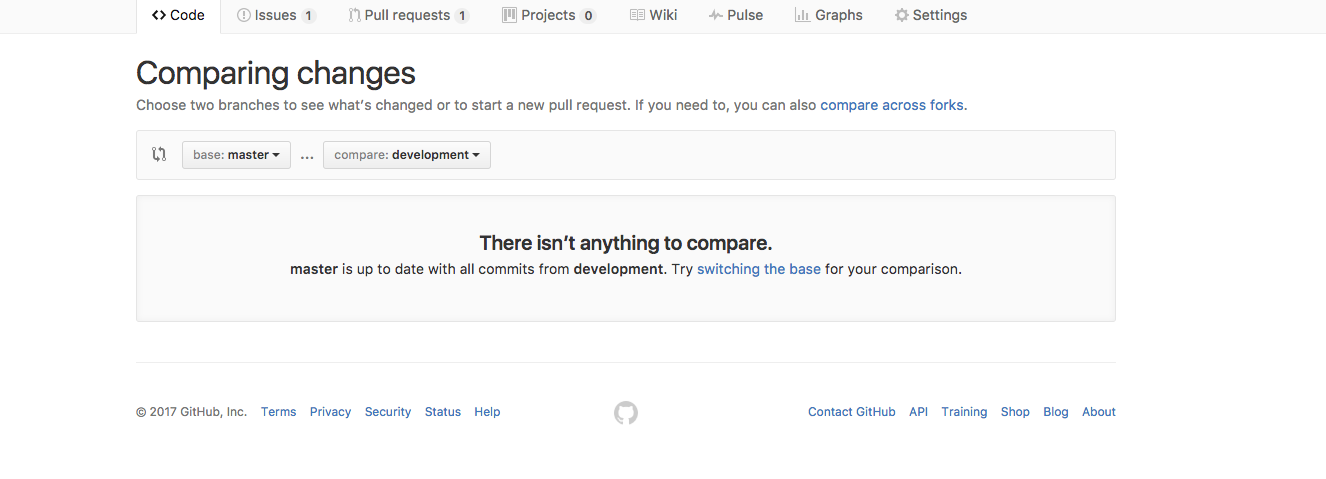 Code Issues 1 Pull requests 1 Projects 0 Wiki Pulse Graphs Settings
Comparing changes
Choose two branches to see what's changed or to start a new pull request. If you need to, you can also compare across forks.
base: master ... compare: development
There isn't anything to compare.
master is up to date with all commits from development. Try switching the base for your comparison.
© 2017 GitHub, Inc. Terms Privacy Security Status Help Contact GitHub API Training Shop Blog About